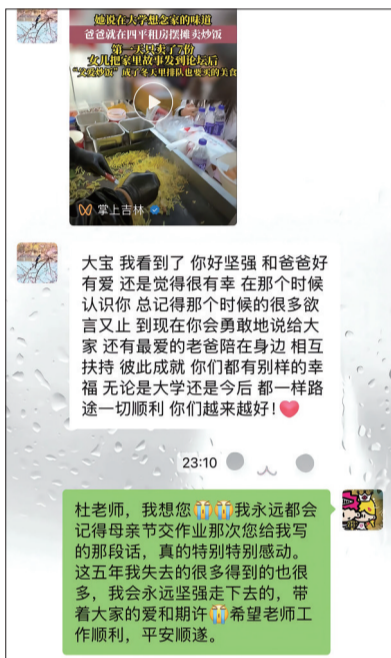 她说在大学想念家的味道
爸爸就在四平租房摆摊卖炒饭
第一天只卖了7份
女儿把家里故事发到论坛后
“父爱炒饭”成了冬天里排队也要买的美食
掌上吉林
大宝 我看到了 你好坚强 和爸爸好
有爱 还是觉得很有幸 在那个时候
认识你 总记得那个时候的很多欲
言又止 到现在你会勇敢地说给大
家 还有最爱的老爸陪在身边 相互
扶持 彼此成就 你们都有别样的幸
福 无论是大学还是今后 都一样路
途一切顺利 你们越来越好!❤️
23:10
杜老师，我想您😭😭我永远都会
记得母亲节交作业那次您给我写
的那段话，真的特别特别感动。
这五年我失去的很多得到的也很
多，我会永远坚强走下去的，带
着大家的爱和期许😭希望老师工
作顺利，平安顺遂。